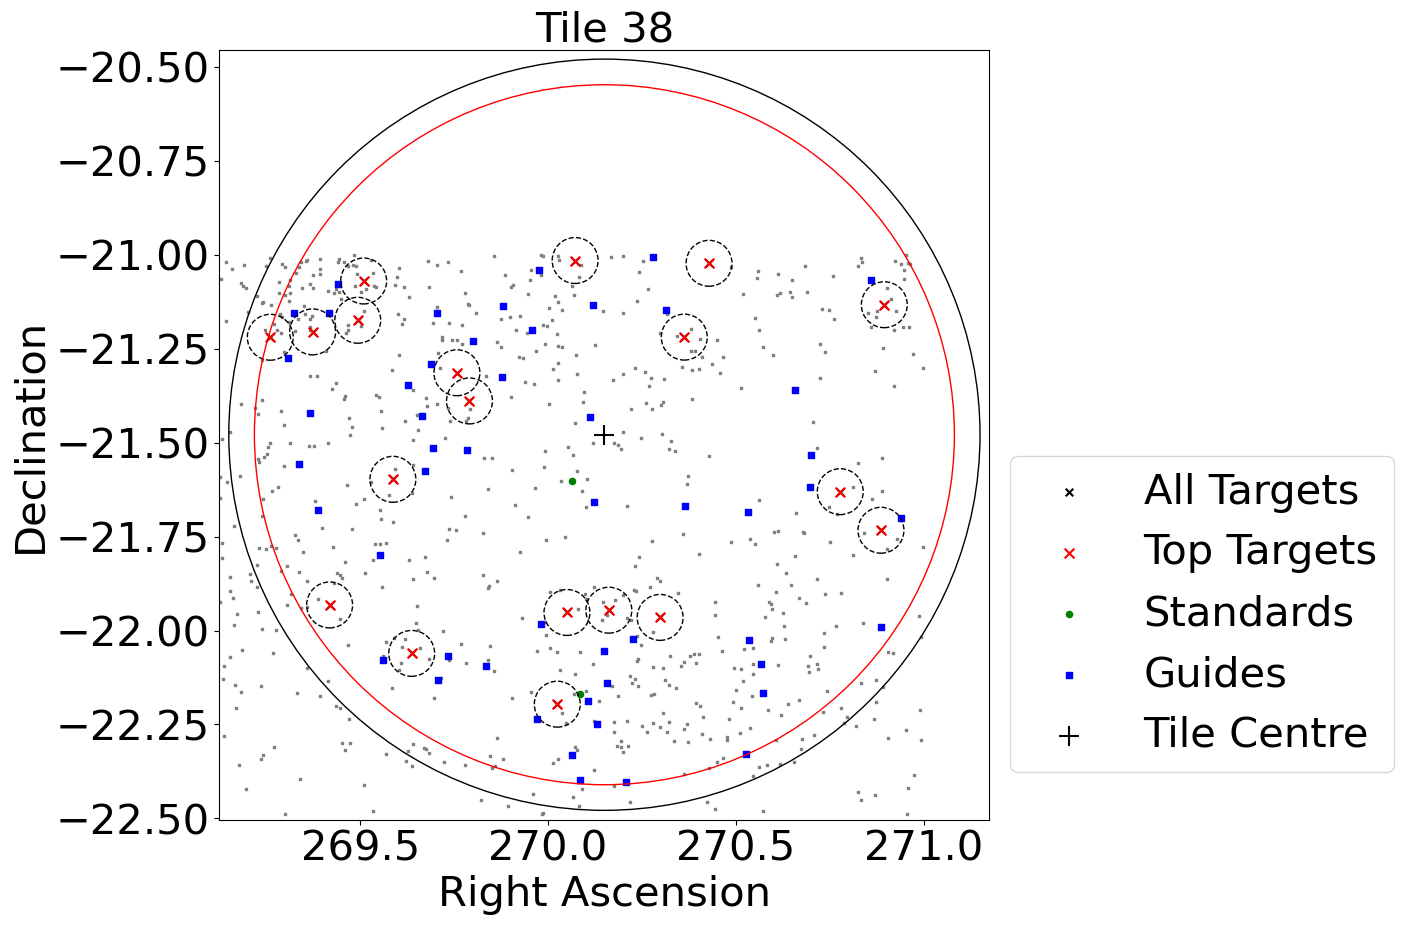 Tile 38
−20.50
−20.75
−21.00
−21.25
−21.50
−21.75
−22.00
−22.25
−22.50
269.5 270.0 270.5 271.0
Right Ascension
Declination
All Targets
Top Targets
Standards
Guides
Tile Centre